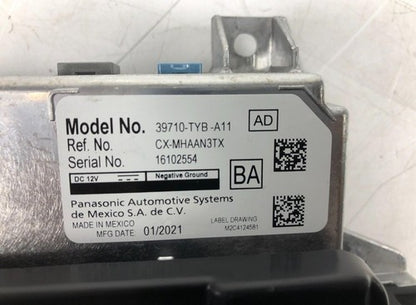 Model No. 39710-TYB -A11 AD
Ref. No. CX-MHAAN3TX
Serial No. 16102554
DC 12V Negative Ground BA
Panasonic Automotive Systems
de Mexico S.A. de C.V.
MADE IN MEXICO
MFG DATE: 01/2021
LABEL DRAWING
M2C4124581